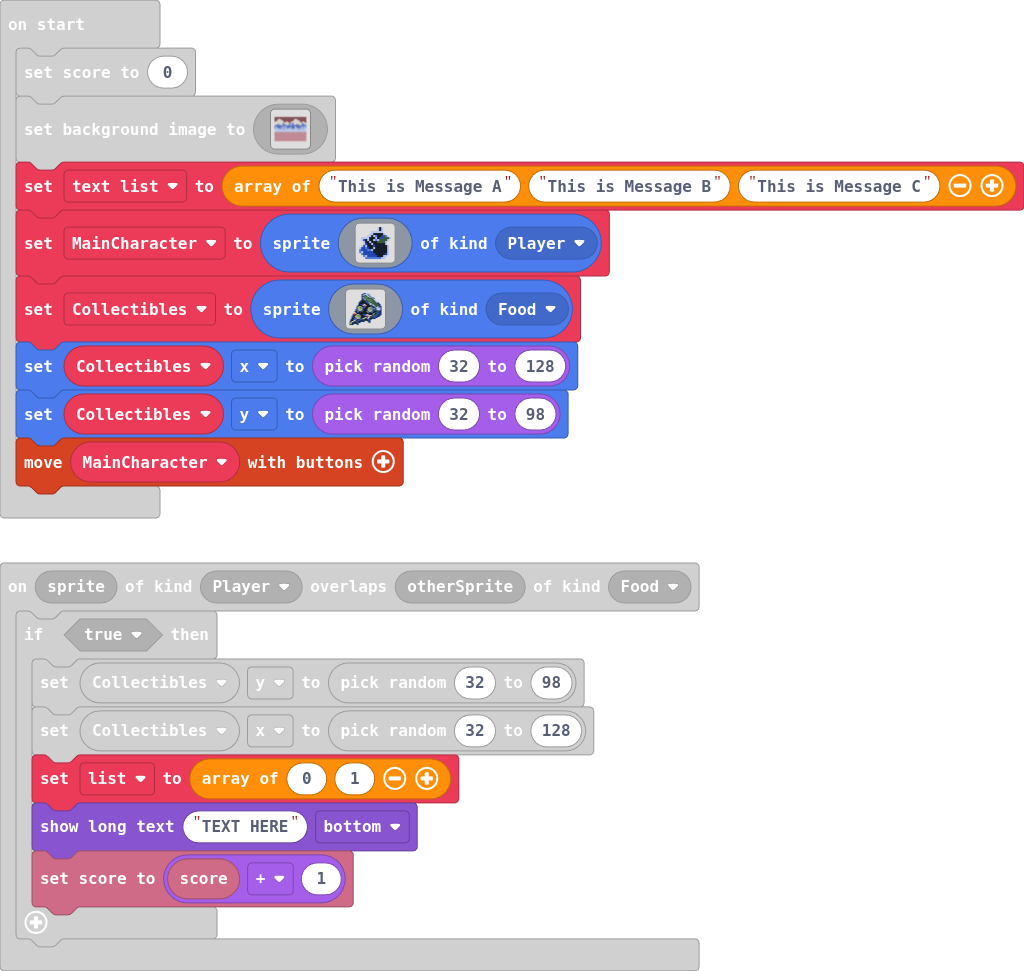 on start
set score to 0
set background image to
set text list to array of "This is Message A" "This is Message B" "This is Message C"
set MainCharacter to sprite of kind Player
set Collectibles to sprite of kind Food
set Collectibles x to pick random 32 to 128
set Collectibles y to pick random 32 to 98
move MainCharacter with buttons
on sprite of kind Player overlaps otherSprite of kind Food
if true then
set Collectibles y to pick random 32 to 98
set Collectibles x to pick random 32 to 128
set list to array of 0 1
show long text "TEXT HERE" bottom
set score to score + 1